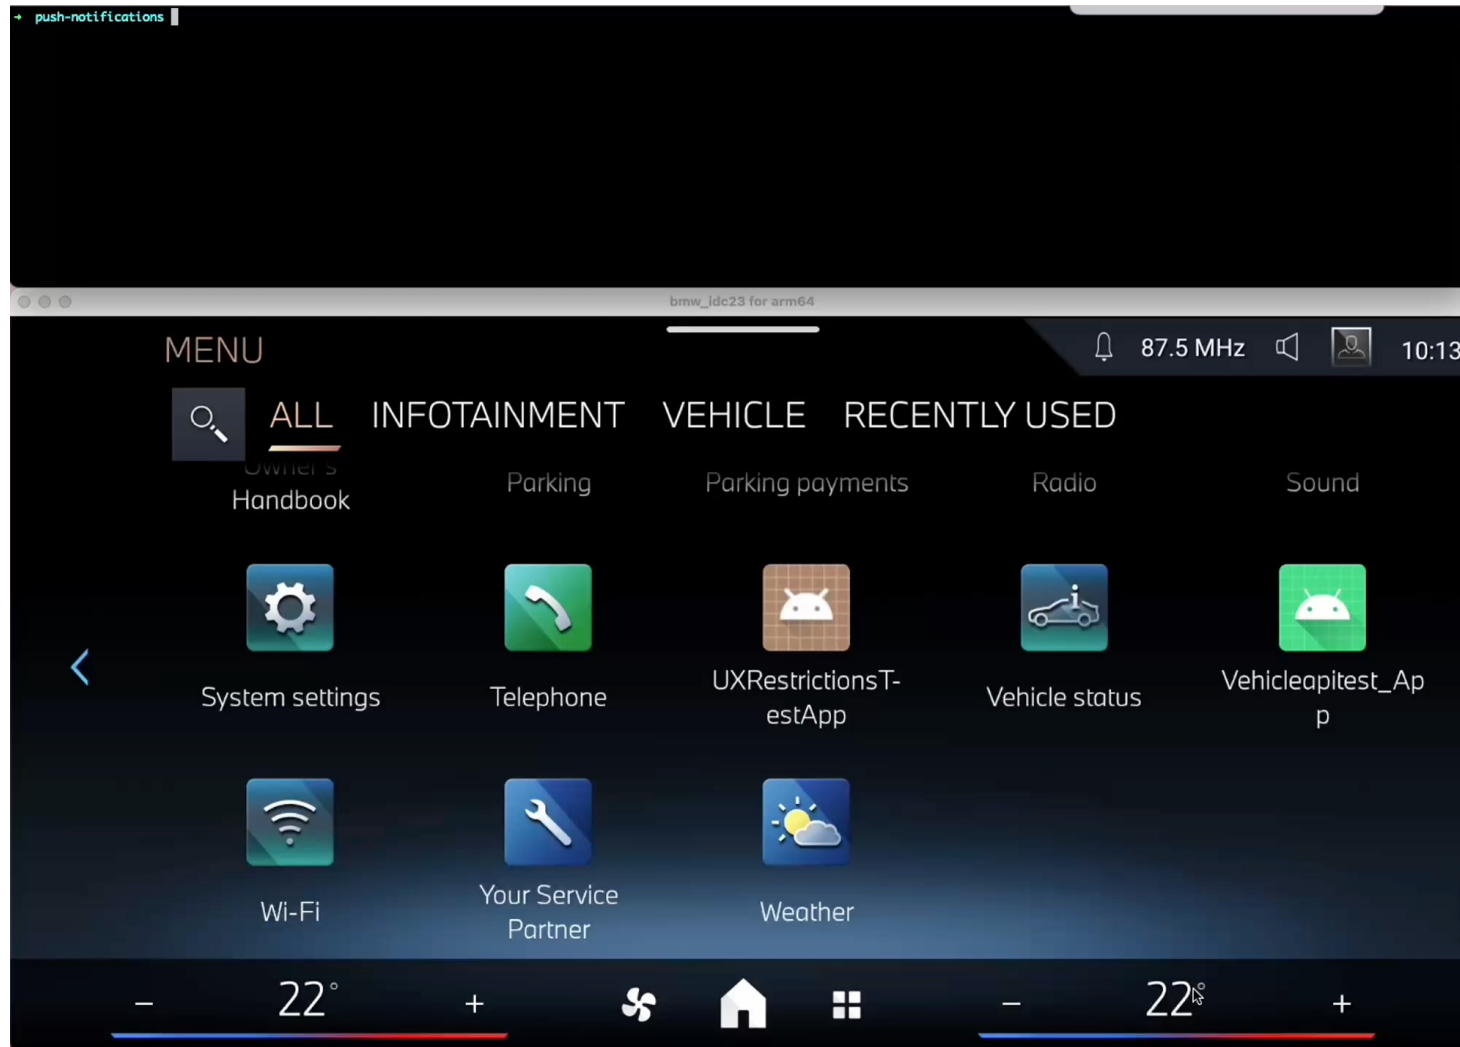 → push-notifications
bmw_idc23 for arm64
MENU
87.5 MHz
10:13
ALL INFOTAINMENT VEHICLE RECENTLY USED
Owner's
Handbook
Parking
Parking payments
Radio
Sound
System settings
Telephone
UXRestrictionsT-
estApp
Vehicle status
Vehicleapitest_Ap
p
Wi-Fi
Your Service
Partner
Weather
− 22° +
− 22° +